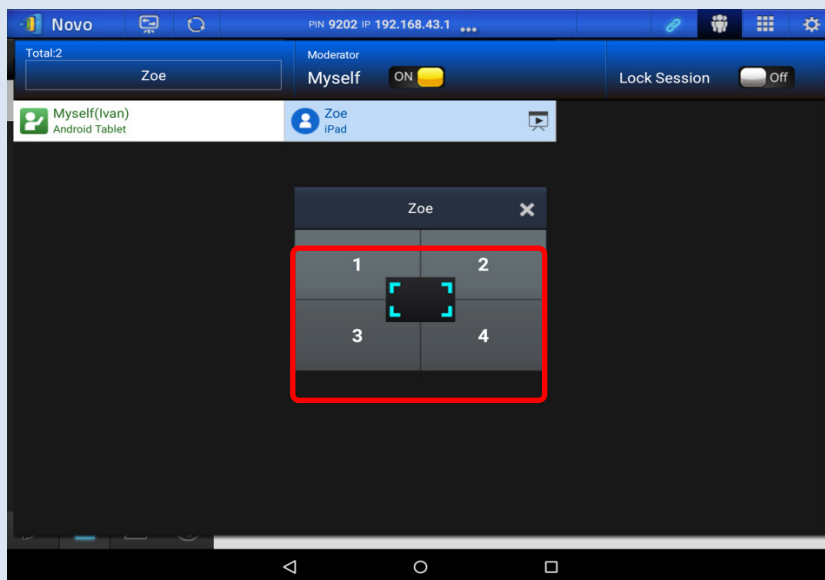 Novo
PIN 9202 IP 192.168.43.1 ...
Total:2
Zoe
Moderator
Myself ON
Lock Session Off
Myself(Ivan)
Android Tablet
Zoe
iPad
Zoe
1 2
3 4